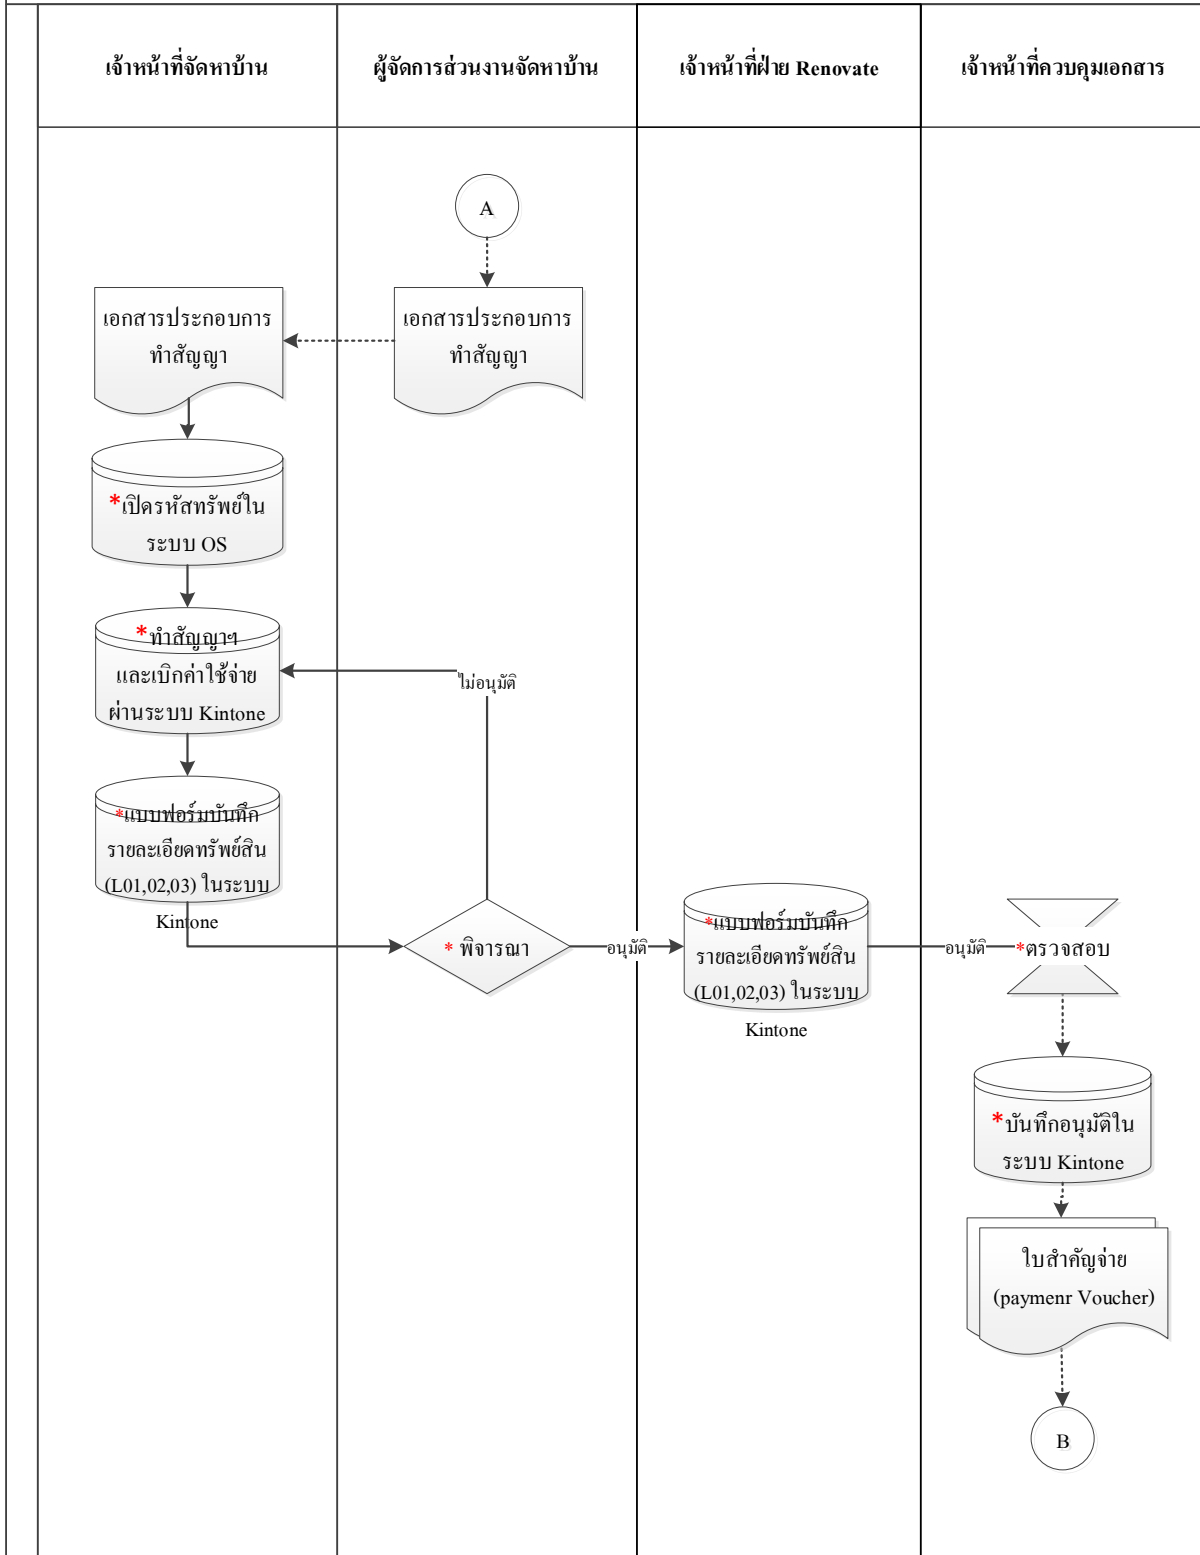 เจ้าหน้าที่จัดหาบ้าน
ผู้จัดการส่วนงานจัดหาบ้าน
เจ้าหน้าที่ฝ่าย Renovate
เจ้าหน้าที่ควบคุมเอกสาร
A
เอกสารประกอบการ
ทำสัญญา
เอกสารประกอบการ
ทำสัญญา
*เปิดรหัสทรัพย์ใน
ระบบ OS
*ทำสัญญาฯ
และเบิกค่าใช้จ่าย
ผ่านระบบ Kintone
ไม่อนุมัติ
*แบบฟอร์มบันทึก
รายละเอียดทรัพย์สิน
(L01,02,03) ในระบบ
Kintone
* พิจารณา
อนุมัติ
*แบบฟอร์มบันทึก
รายละเอียดทรัพย์สิน
(L01,02,03) ในระบบ
Kintone
อนุมัติ
*ตรวจสอบ
*บันทึกอนุมัติใน
ระบบ Kintone
ใบสำคัญจ่าย
(paymenr Voucher)
B